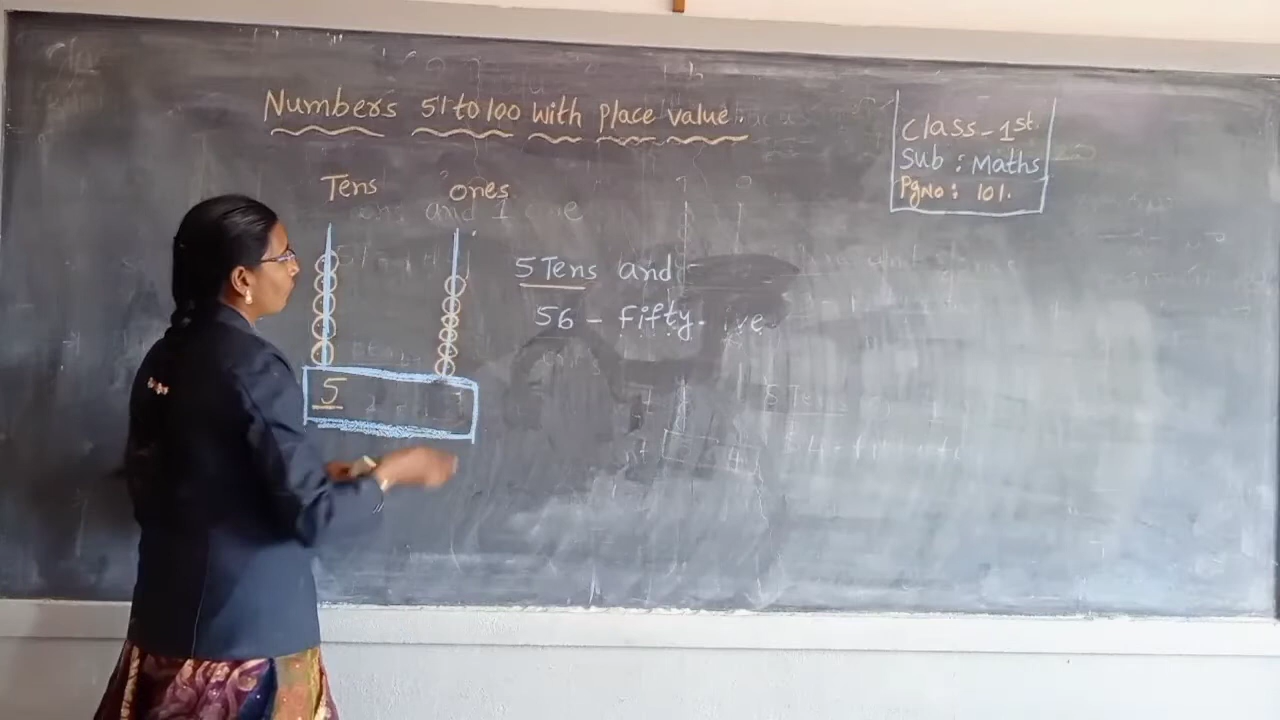 Numbers 51 to 100 with place value.
Class - 1st.
Sub : Maths
Pg No : 101.
Tens ones
5 Tens and
56 - Fifty - ive
5